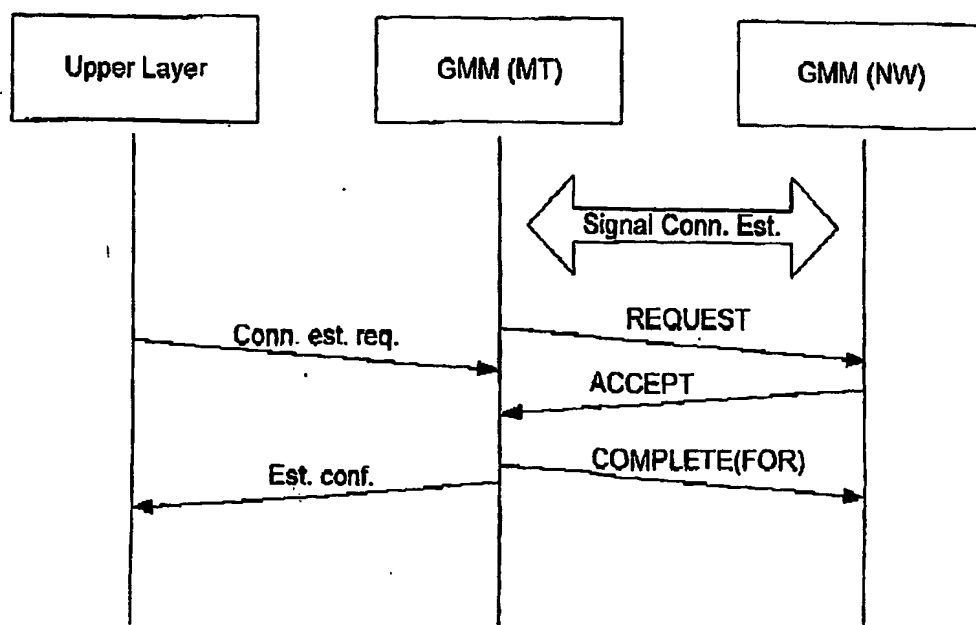 Upper Layer
GMM (MT)
GMM (NW)
Signal Conn. Est.
REQUEST
Conn. est. req.
ACCEPT
COMPLETE(FOR)
Est. conf.